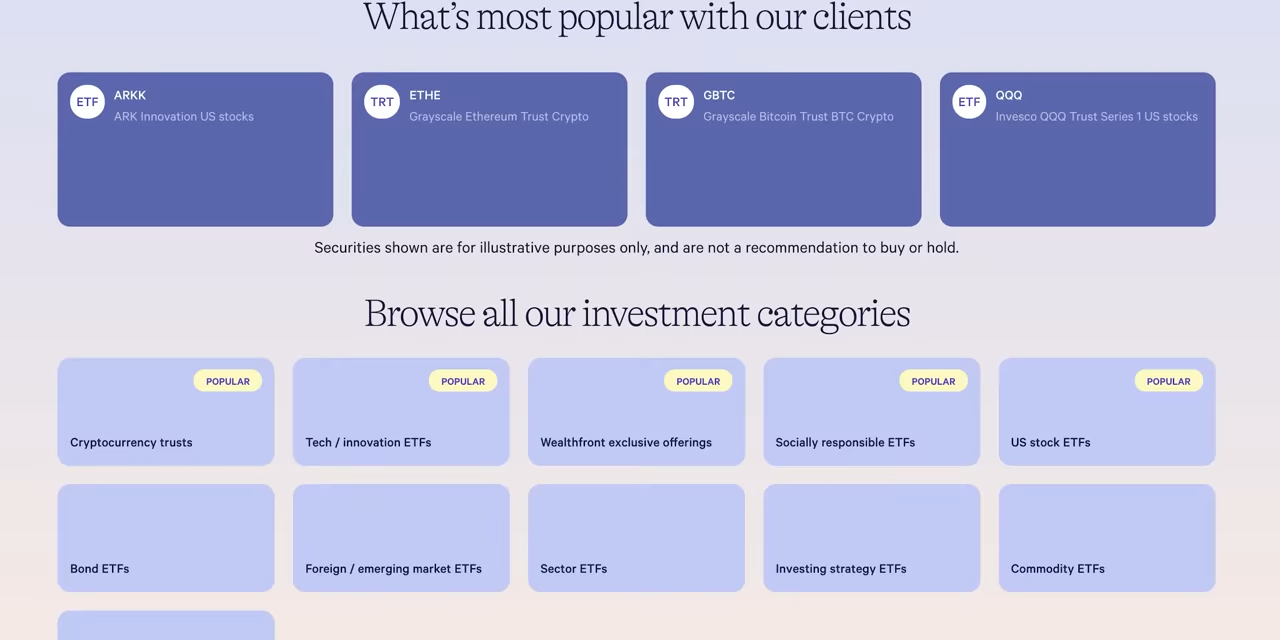 What's most popular with our clients
ETF
ARKK
ARK Innovation US stocks
TRT
ETHE
Grayscale Ethereum Trust Crypto
TRT
GBTC
Grayscale Bitcoin Trust BTC Crypto
ETF
QQQ
Invesco QQQ Trust Series 1 US stocks
Securities shown are for illustrative purposes only, and are not a recommendation to buy or hold.
Browse all our investment categories
POPULAR
Cryptocurrency trusts
POPULAR
Tech / innovation ETFs
POPULAR
Wealthfront exclusive offerings
POPULAR
Socially responsible ETFs
POPULAR
US stock ETFs
Bond ETFs
Foreign / emerging market ETFs
Sector ETFs
Investing strategy ETFs
Commodity ETFs